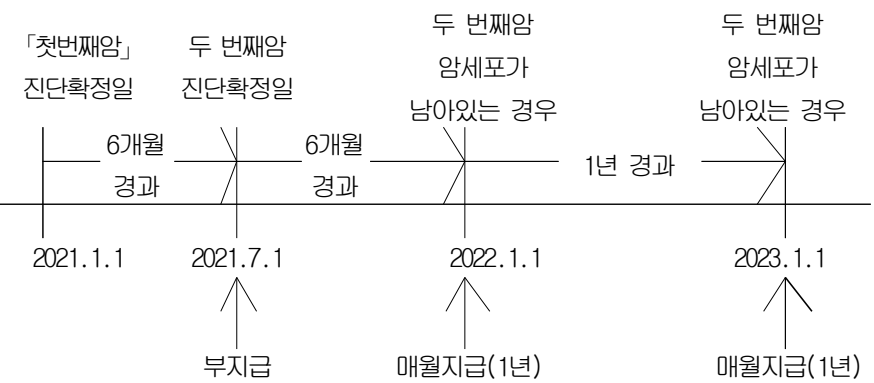 「첫번째암」
진단확정일
두 번째암
진단확정일
두 번째암
암세포가
남아있는 경우
두 번째암
암세포가
남아있는 경우
6개월
경과
6개월
경과
1년 경과
2021.1.1
2021.7.1
2022.1.1
2023.1.1
부지급
매월지급(1년)
매월지급(1년)